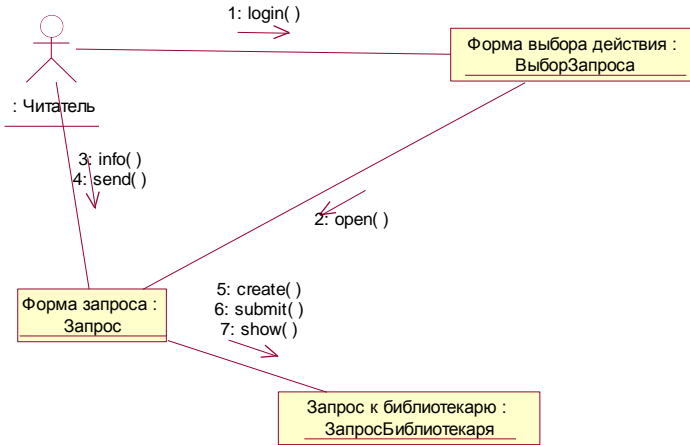 1: login( )
Форма выбора действия :
ВыборЗапроса
: Читатель
3: info( )
4: send( )
2: open( )
Форма запроса :
Запрос
5: create( )
6: submit( )
7: show( )
Запрос к библиотекарю :
ЗапросБиблиотекаря